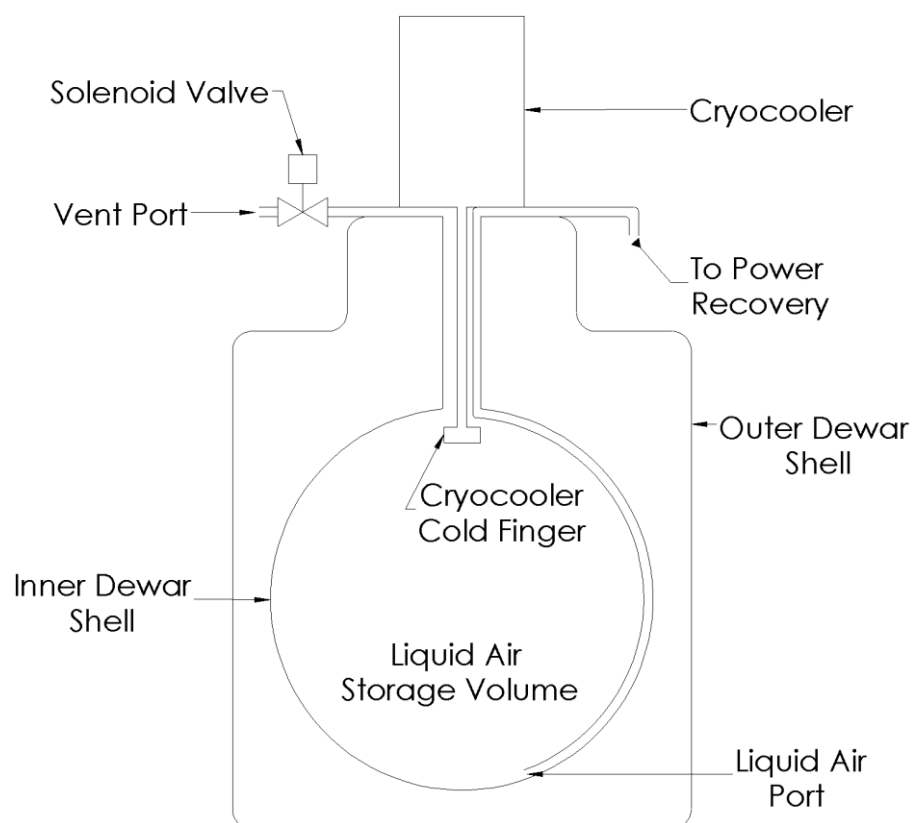 Solenoid Valve
Cryocooler
Vent Port
To Power
Recovery
Outer Dewar
Shell
Cryocooler
Cold Finger
Inner Dewar
Shell
Liquid Air
Storage Volume
Liquid Air
Port